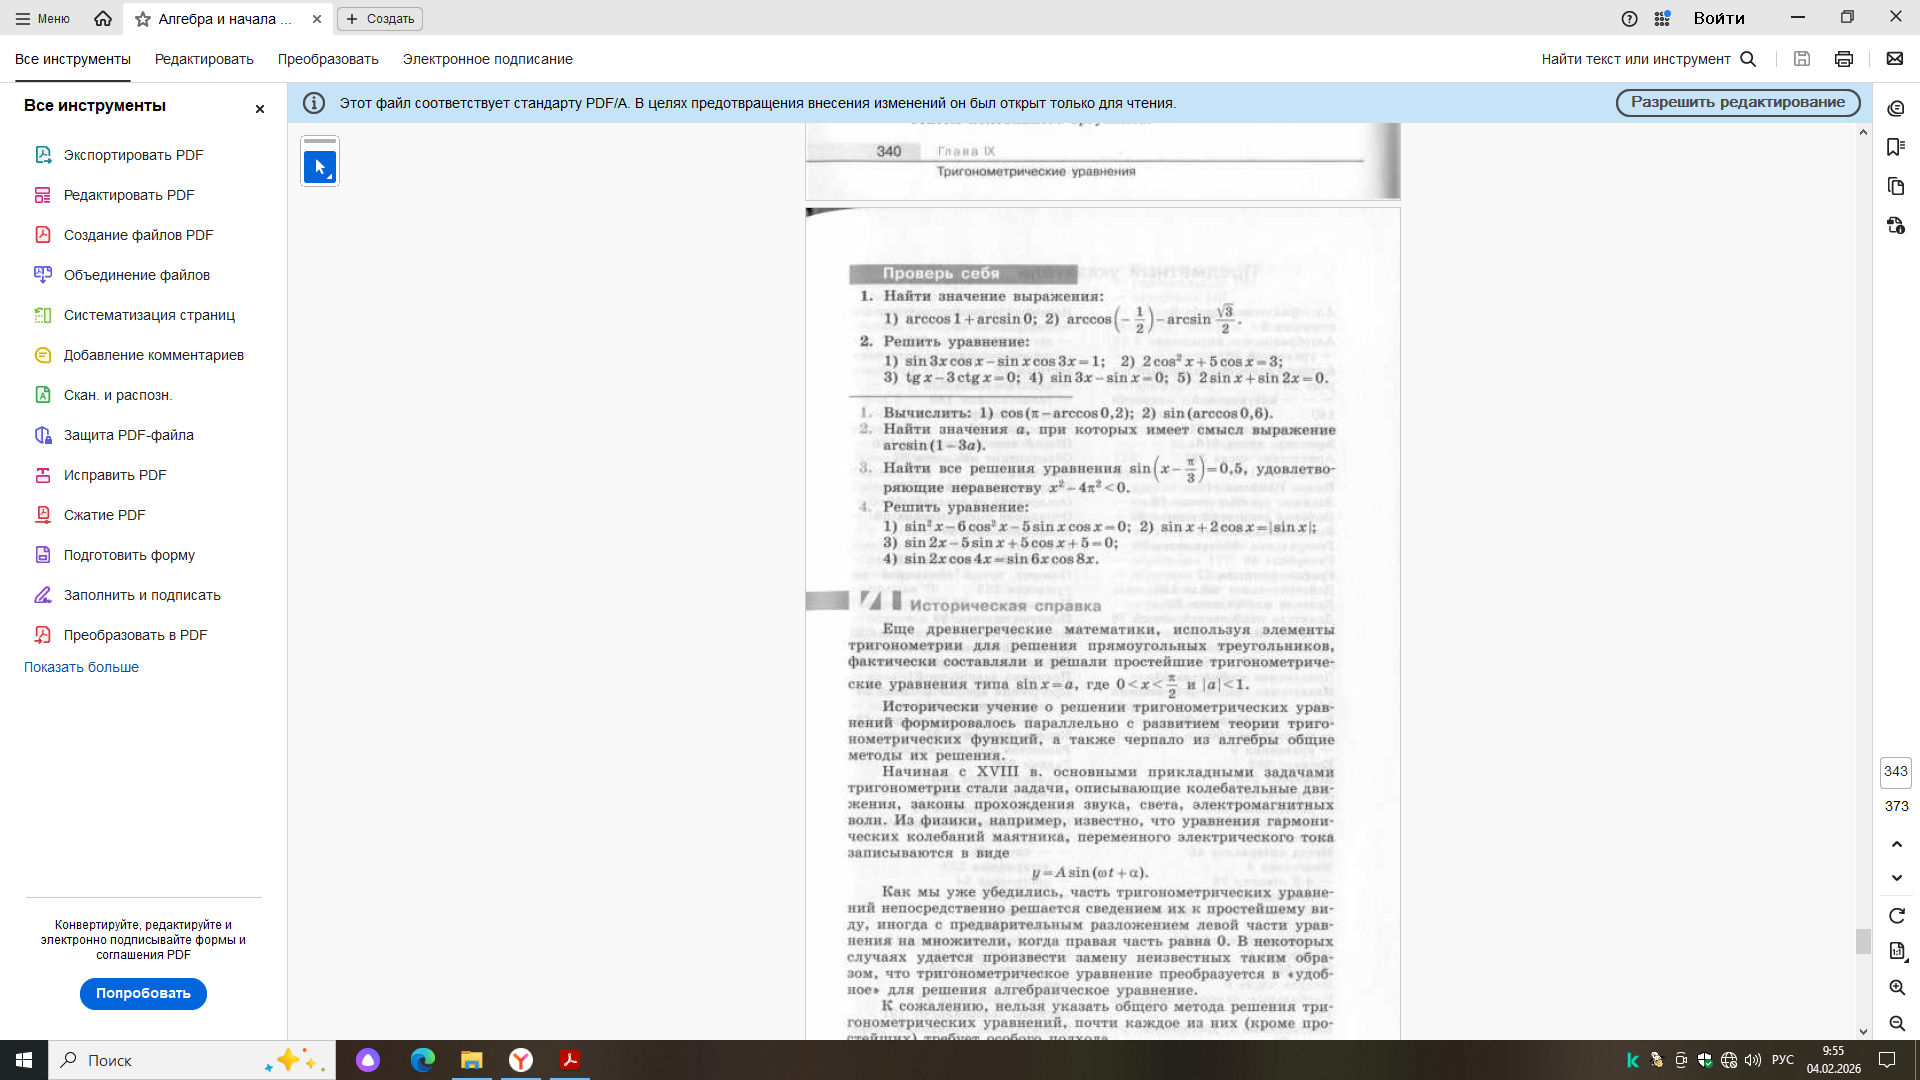 Меню
Алгебра и начала ...
Создать
Войти
Все инструменты
Редактировать
Преобразовать
Электронное подписание
Найти текст или инструмент
Все инструменты
Экспортировать PDF
Редактировать PDF
Создание файлов PDF
Объединение файлов
Систематизация страниц
Добавление комментариев
Скан. и распозн.
Защита PDF-файла
Исправить PDF
Сжатие PDF
Подготовить форму
Заполнить и подписать
Преобразовать в PDF
Показать больше
Конвертируйте, редактируйте и
электронно подписывайте формы и
соглашения PDF
Попробовать
Этот файл соответствует стандарту PDF/A. В целях предотвращения внесения изменений он был открыт только для чтения.
Разрешить редактирование
340 Глава IX
Тригонометрические уравнения
Проверь себя
1. Найти значение выражения:
1) arccos 1 + arcsin 0; 2) arccos(-1/2) - arcsin √3/2.
2. Решить уравнение:
1) sin 3x cos x - sin x cos 3x = 1; 2) 2 cos² x + 5 cos x = 3;
3) tg x - 3 ctg x = 0; 4) sin 3x - sin x = 0; 5) 2 sin x + sin 2x = 0.
1. Вычислить: 1) cos (π - arccos 0,2); 2) sin (arccos 0,6).
2. Найти значения a, при которых имеет смысл выражение
arcsin (1 - 3a).
3. Найти все решения уравнения sin(x - π/3) = 0,5, удовлетво-
ряющие неравенству x² - 4π² < 0.
4. Решить уравнение:
1) sin² x - 6 cos² x - 5 sin x cos x = 0; 2) sin x + 2 cos x = |sin x|;
3) sin 2x - 5 sin x + 5 cos x + 5 = 0;
4) sin 2x cos 4x = sin 6x cos 8x.
Историческая справка
Еще древнегреческие математики, используя элементы
тригонометрии для решения прямоугольных треугольников,
фактически составляли и решали простейшие тригонометриче-
ские уравнения типа sin x = a, где 0 < x < π/2 и |a| < 1.
Исторически учение о решении тригонометрических урав-
нений формировалось параллельно с развитием теории триго-
нометрических функций, а также черпало из алгебры общие
методы их решения.
Начиная с XVIII в. основными прикладными задачами
тригонометрии стали задачи, описывающие колебательные дви-
жения, законы прохождения звука, света, электромагнитных
волн. Из физики, например, известно, что уравнения гармони-
ческих колебаний маятника, переменного электрического тока
записываются в виде
y = A sin (ωt + α).
Как мы уже убедились, часть тригонометрических уравне-
ний непосредственно решается сведением их к простейшему ви-
ду, иногда с предварительным разложением левой части урав-
нения на множители, когда правая часть равна 0. В некоторых
случаях удается произвести замену неизвестных таким обра-
зом, что тригонометрическое уравнение преобразуется в «удоб-
ное» для решения алгебраическое уравнение.
К сожалению, нельзя указать общего метода решения три-
гонометрических уравнений, почти каждое из них (кроме про-
стейших) требует особого подхода.
343
373
Поиск
РУС
9:55
04.02.2026